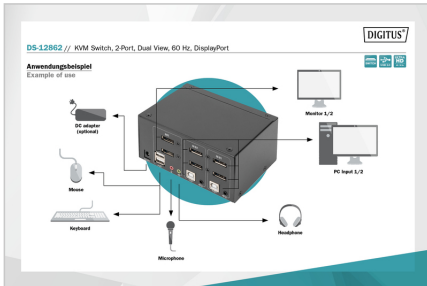 DIGITUS®
DS-12862 // KVM Switch, 2-Port, Dual View, 60 Hz, DisplayPort
Anwendungsbeispiel
Example of use
HD
DC adapter
(optional)
Monitor 1/2
PC Input 1/2
Mouse
Keyboard
Microphone
Headphone